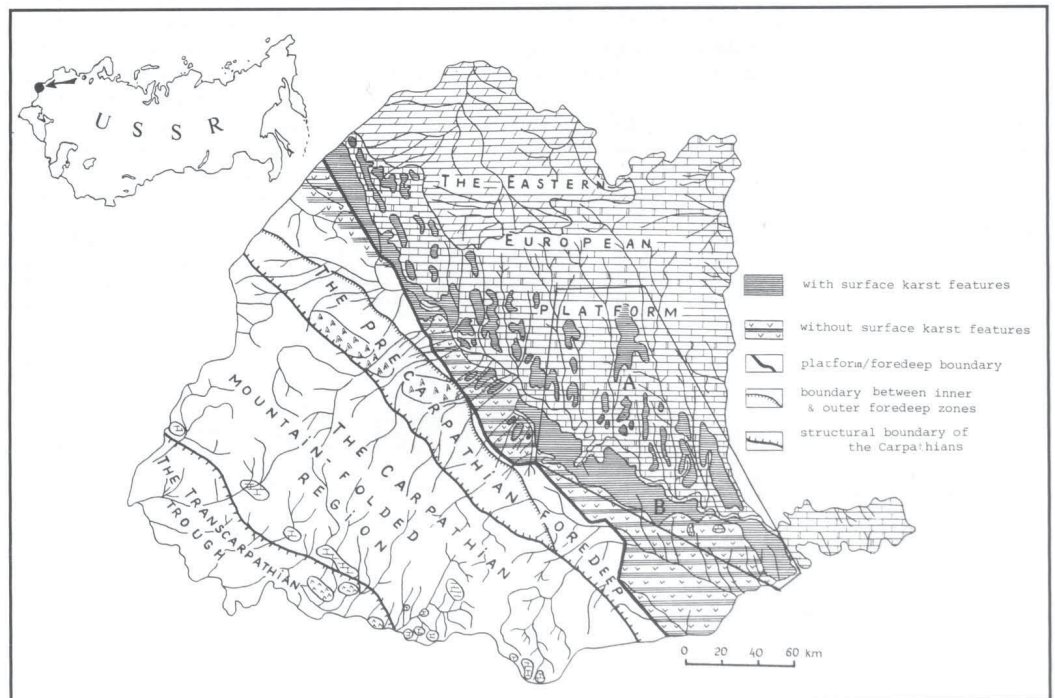 USSR
THE EASTERN
EUROPEAN
PLATFORM
A
B
THE PRECARPATHIAN FOREDEEP
THE CARPATHIAN
MOUNTAIN-FOLDED
REGION
THE TRANSCARPATHIAN
TROUGH
with surface karst features
without surface karst features
platform/foredeep boundary
boundary between inner
& outer foredeep zones
structural boundary of
the Carpathians
0 20 40 60 km